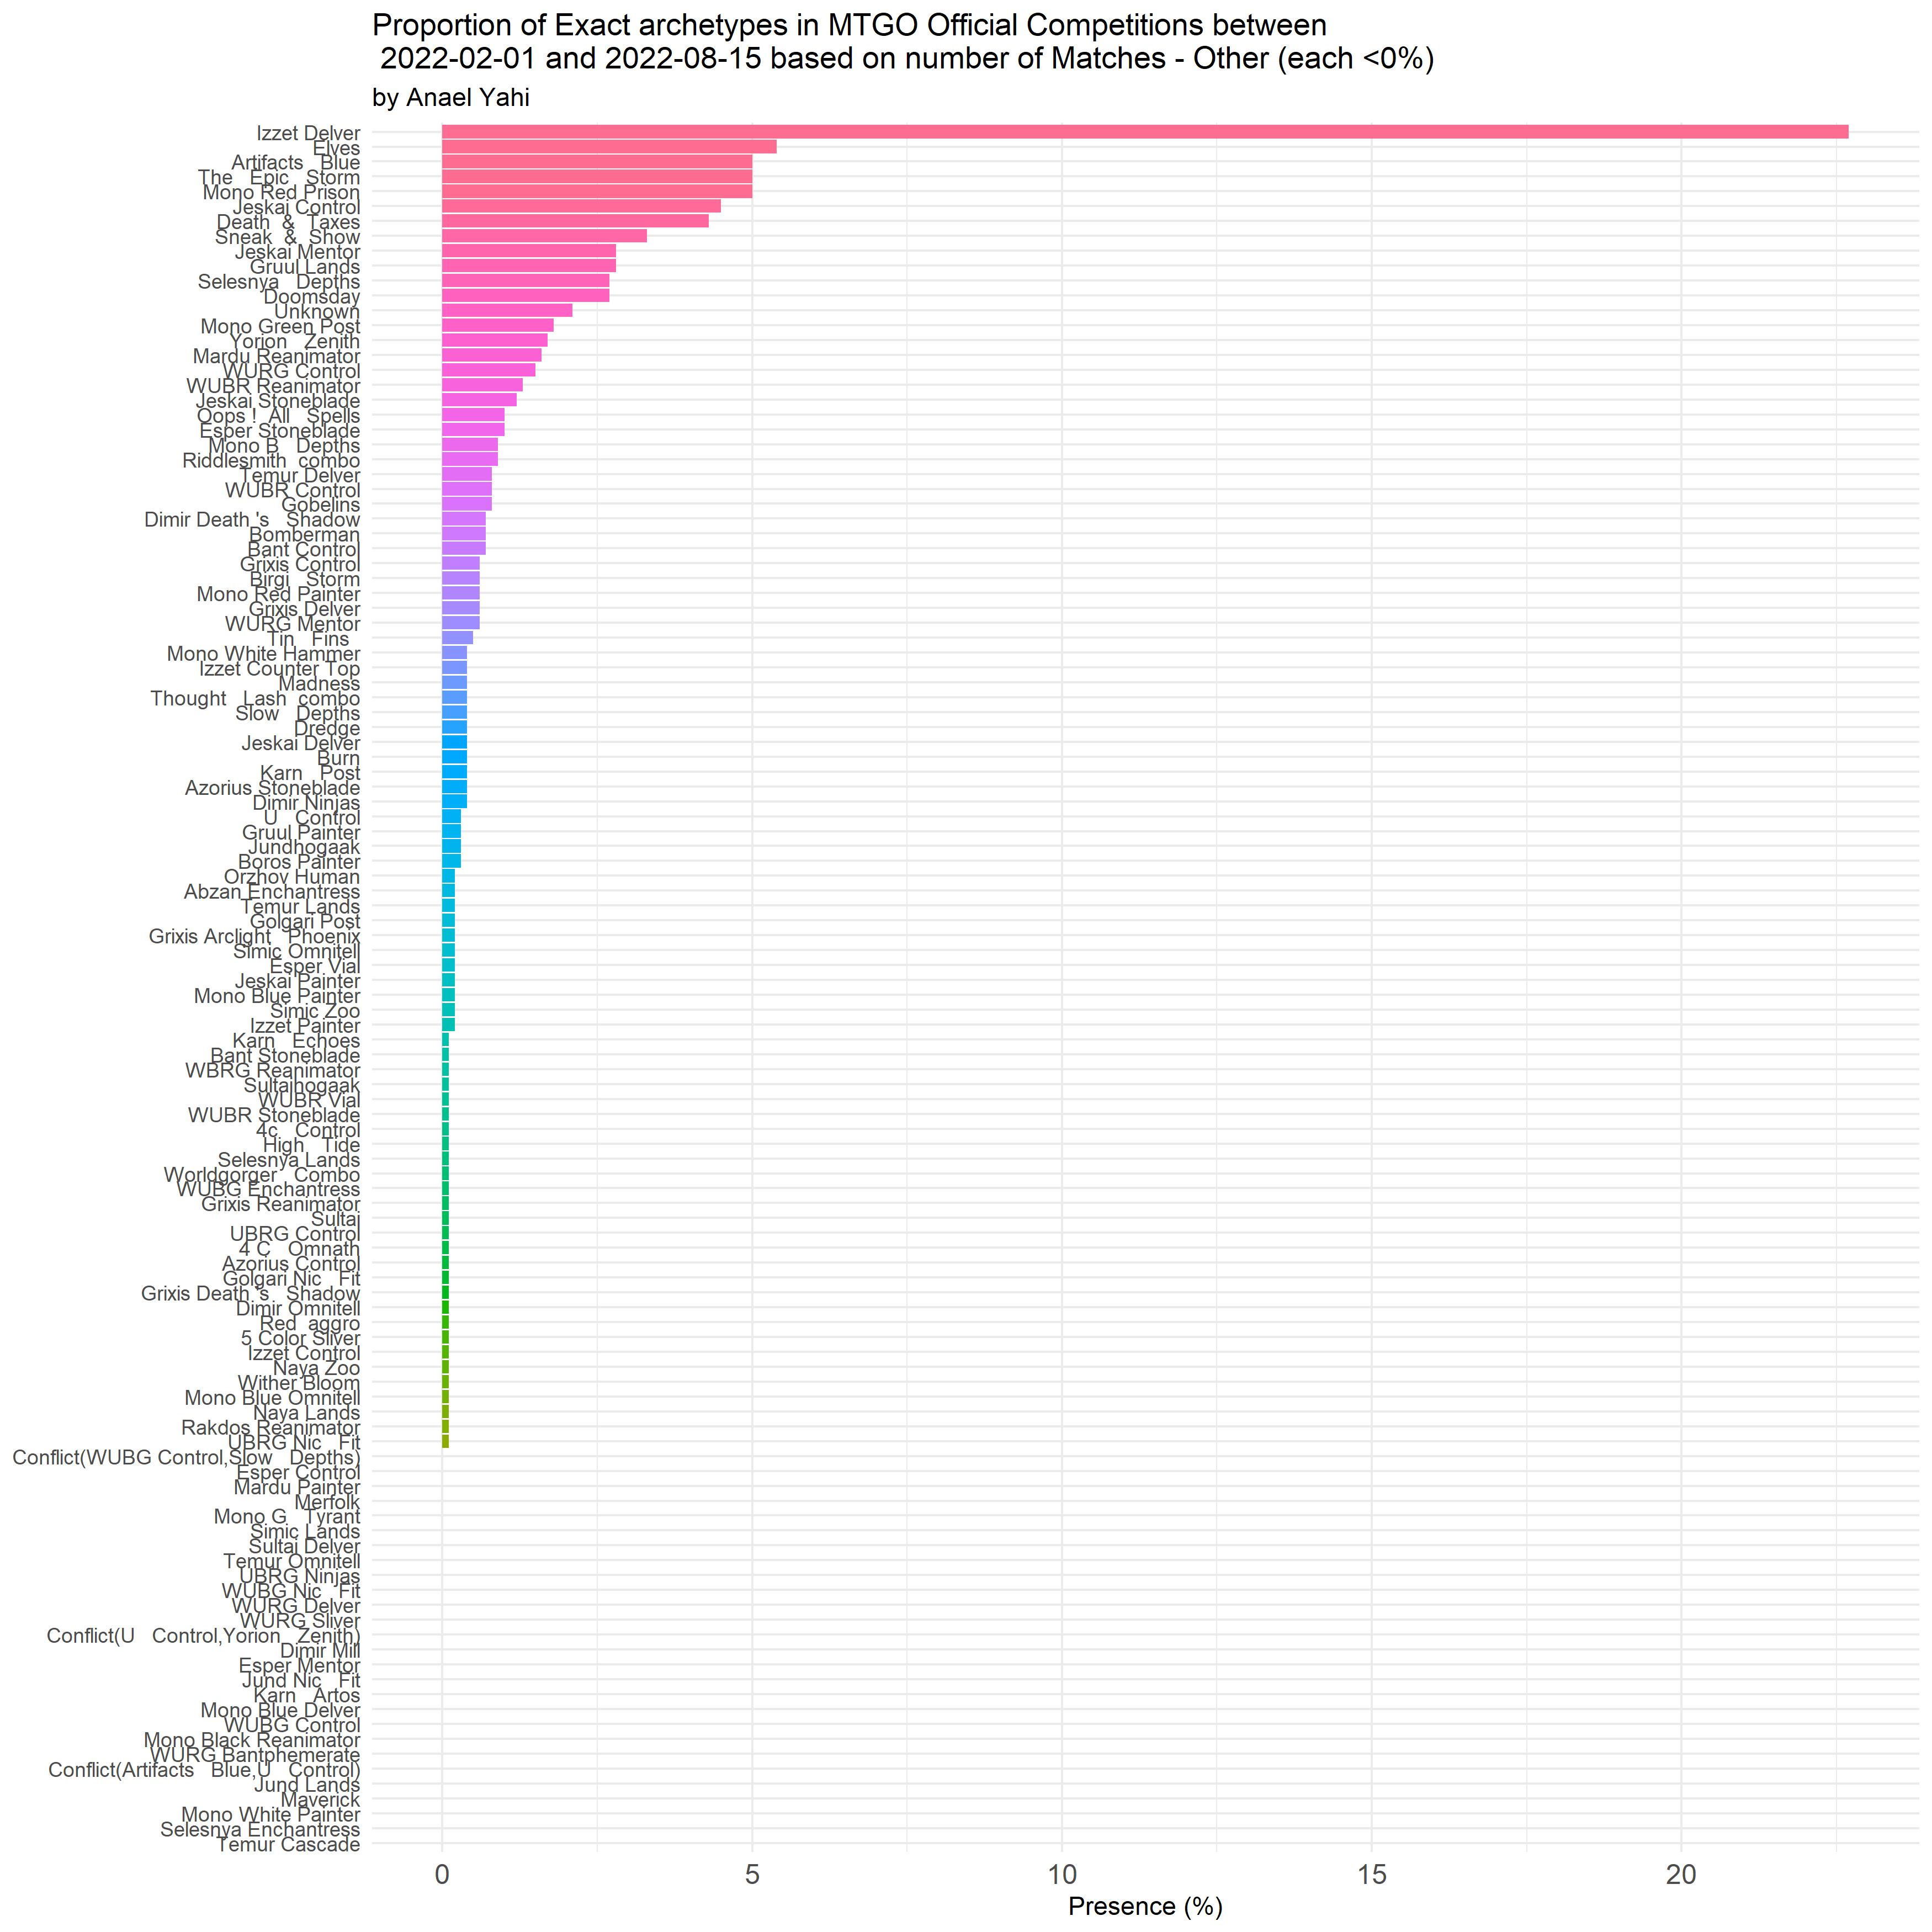 Proportion of Exact archetypes in MTGO Official Competitions between
2022-02-01 and 2022-08-15 based on number of Matches - Other (each <0%)
by Anael Yahi
Izzet Delver
Elves
Artifacts   Blue
The   Epic   Storm
Mono Red Prison
Jeskai Control
Death  &  Taxes
Sneak  &  Show
Jeskai Mentor
Gruul Lands
Selesnya   Depths
Doomsday
Unknown
Mono Green Post
Yorion   Zenith
Mardu Reanimator
WURG Control
WUBR Reanimator
Jeskai Stoneblade
Oops !  All   Spells
Esper Stoneblade
Mono B   Depths
Riddlesmith  combo
Temur Delver
WUBR Control
Gobelins
Dimir Death 's   Shadow
Bomberman
Bant Control
Grixis Control
Birgi   Storm
Mono Red Painter
Grixis Delver
WURG Mentor
Tin   Fins
Mono White Hammer
Izzet Counter Top
Madness
Thought   Lash  combo
Slow   Depths
Dredge
Jeskai Delver
Burn
Karn   Post
Azorius Stoneblade
Dimir Ninjas
U   Control
Gruul Painter
Jundhogaak
Boros Painter
Orzhov Human
Abzan Enchantress
Temur Lands
Golgari Post
Grixis Arclight   Phoenix
Simic Omnitell
Esper Vial
Jeskai Painter
Mono Blue Painter
Simic Zoo
Izzet Painter
Karn   Echoes
Bant Stoneblade
WBRG Reanimator
Sultaihogaak
WUBR Vial
WUBR Stoneblade
4c   Control
High   Tide
Selesnya Lands
Worldgorger   Combo
WUBG Enchantress
Grixis Reanimator
Sultai
UBRG Control
4 C   Omnath
Azorius Control
Golgari Nic   Fit
Grixis Death 's   Shadow
Dimir Omnitell
Red  aggro
5 Color Sliver
Izzet Control
Naya Zoo
Wither Bloom
Mono Blue Omnitell
Naya Lands
Rakdos Reanimator
UBRG Nic   Fit
Conflict(WUBG Control,Slow   Depths)
Esper Control
Mardu Painter
Merfolk
Mono G   Tyrant
Simic Lands
Sultai Delver
Temur Omnitell
UBRG Ninjas
WUBG Nic   Fit
WURG Delver
WURG Sliver
Conflict(U   Control,Yorion   Zenith)
Dimir Mill
Esper Mentor
Jund Nic   Fit
Karn   Artos
Mono Blue Delver
WUBG Control
Mono Black Reanimator
WURG Bantphemerate
Conflict(Artifacts   Blue,U   Control)
Jund Lands
Maverick
Mono White Painter
Selesnya Enchantress
Temur Cascade
0 5 10 15 20
Presence (%)